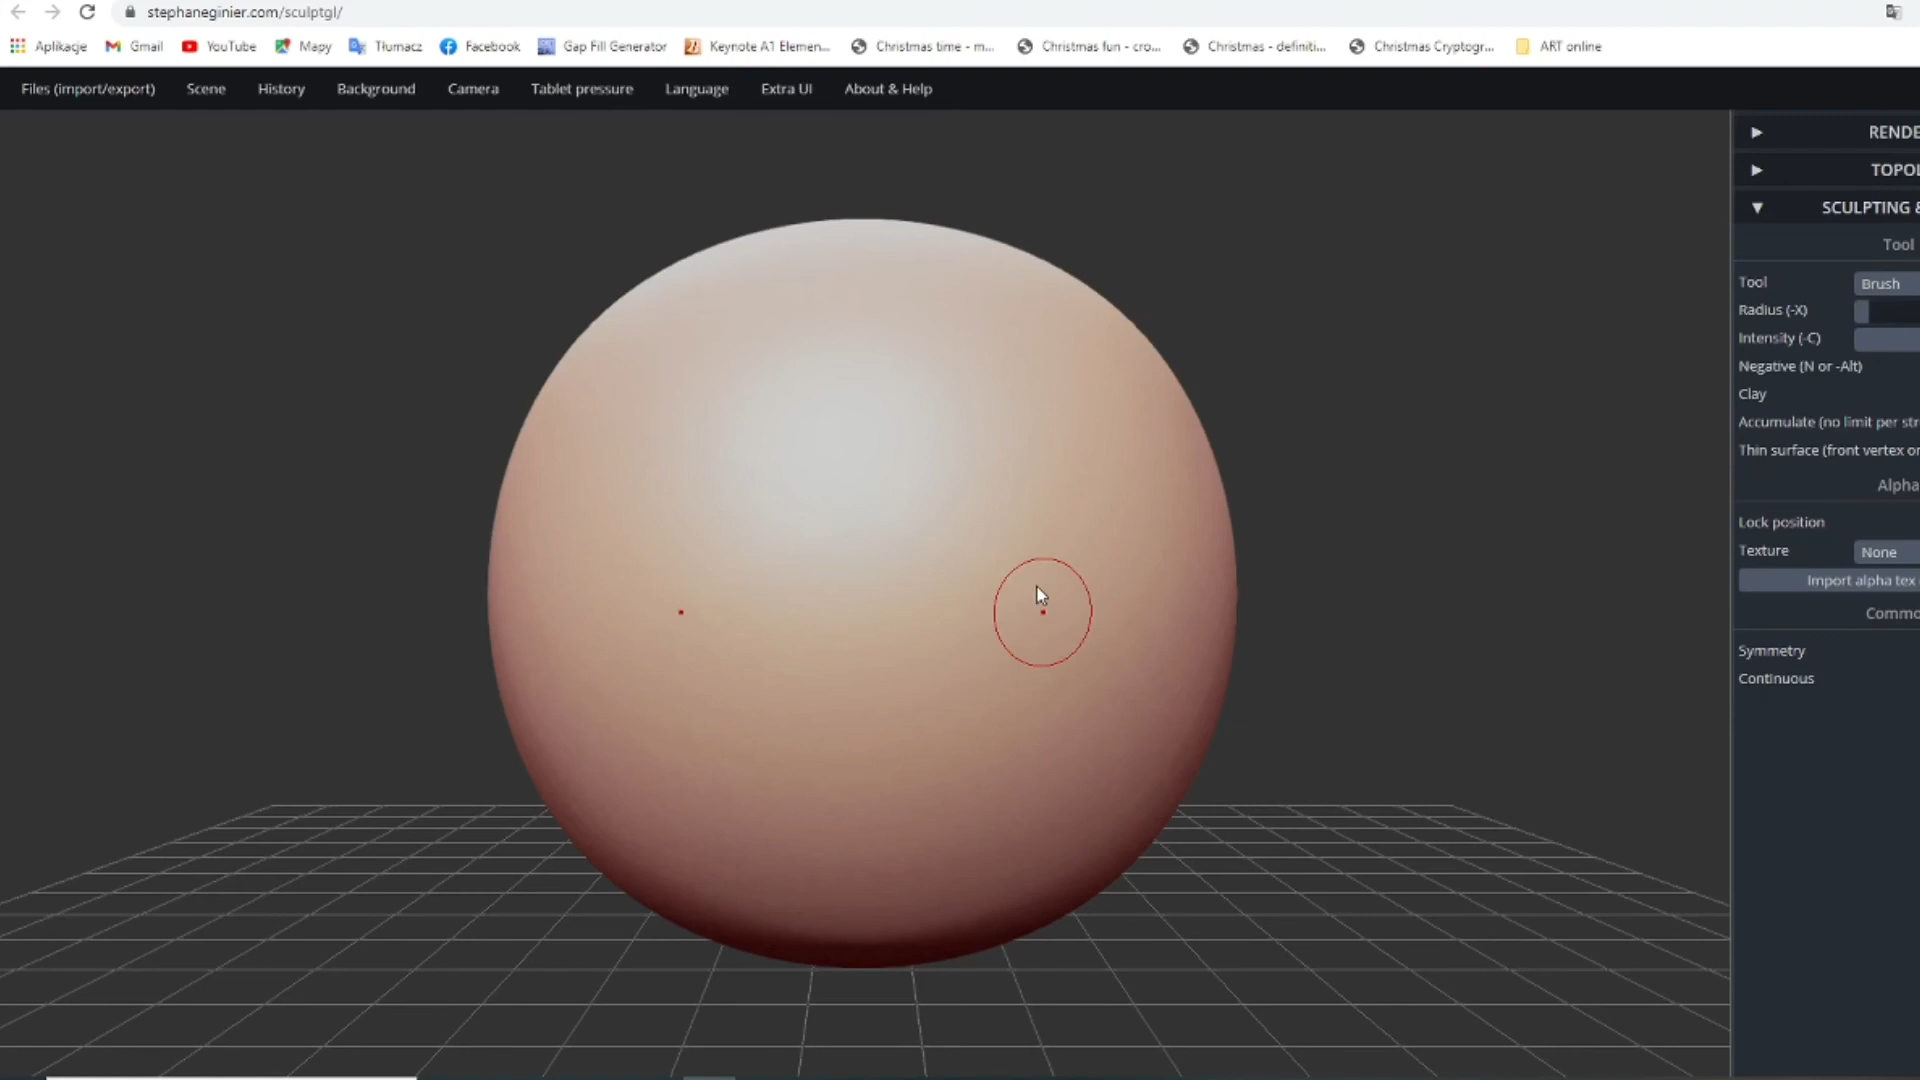 stephaneginier.com/sculptgl/
Aplikacje Gmail YouTube Mapy Tłumacz Facebook Gap Fill Generator Keynote A1 Elemen... Christmas time - m... Christmas fun - cro... Christmas - definiti... Christmas Cryptogr... ART online
Files (import/export) Scene History Background Camera Tablet pressure Language Extra UI About & Help
RENDE
TOPOL
SCULPTING &
Tool
Tool Brush
Radius (-X)
Intensity (-C)
Negative (N or -Alt)
Clay
Accumulate (no limit per str
Thin surface (front vertex or
Alpha
Lock position
Texture None
Import alpha tex
Commo
Symmetry
Continuous